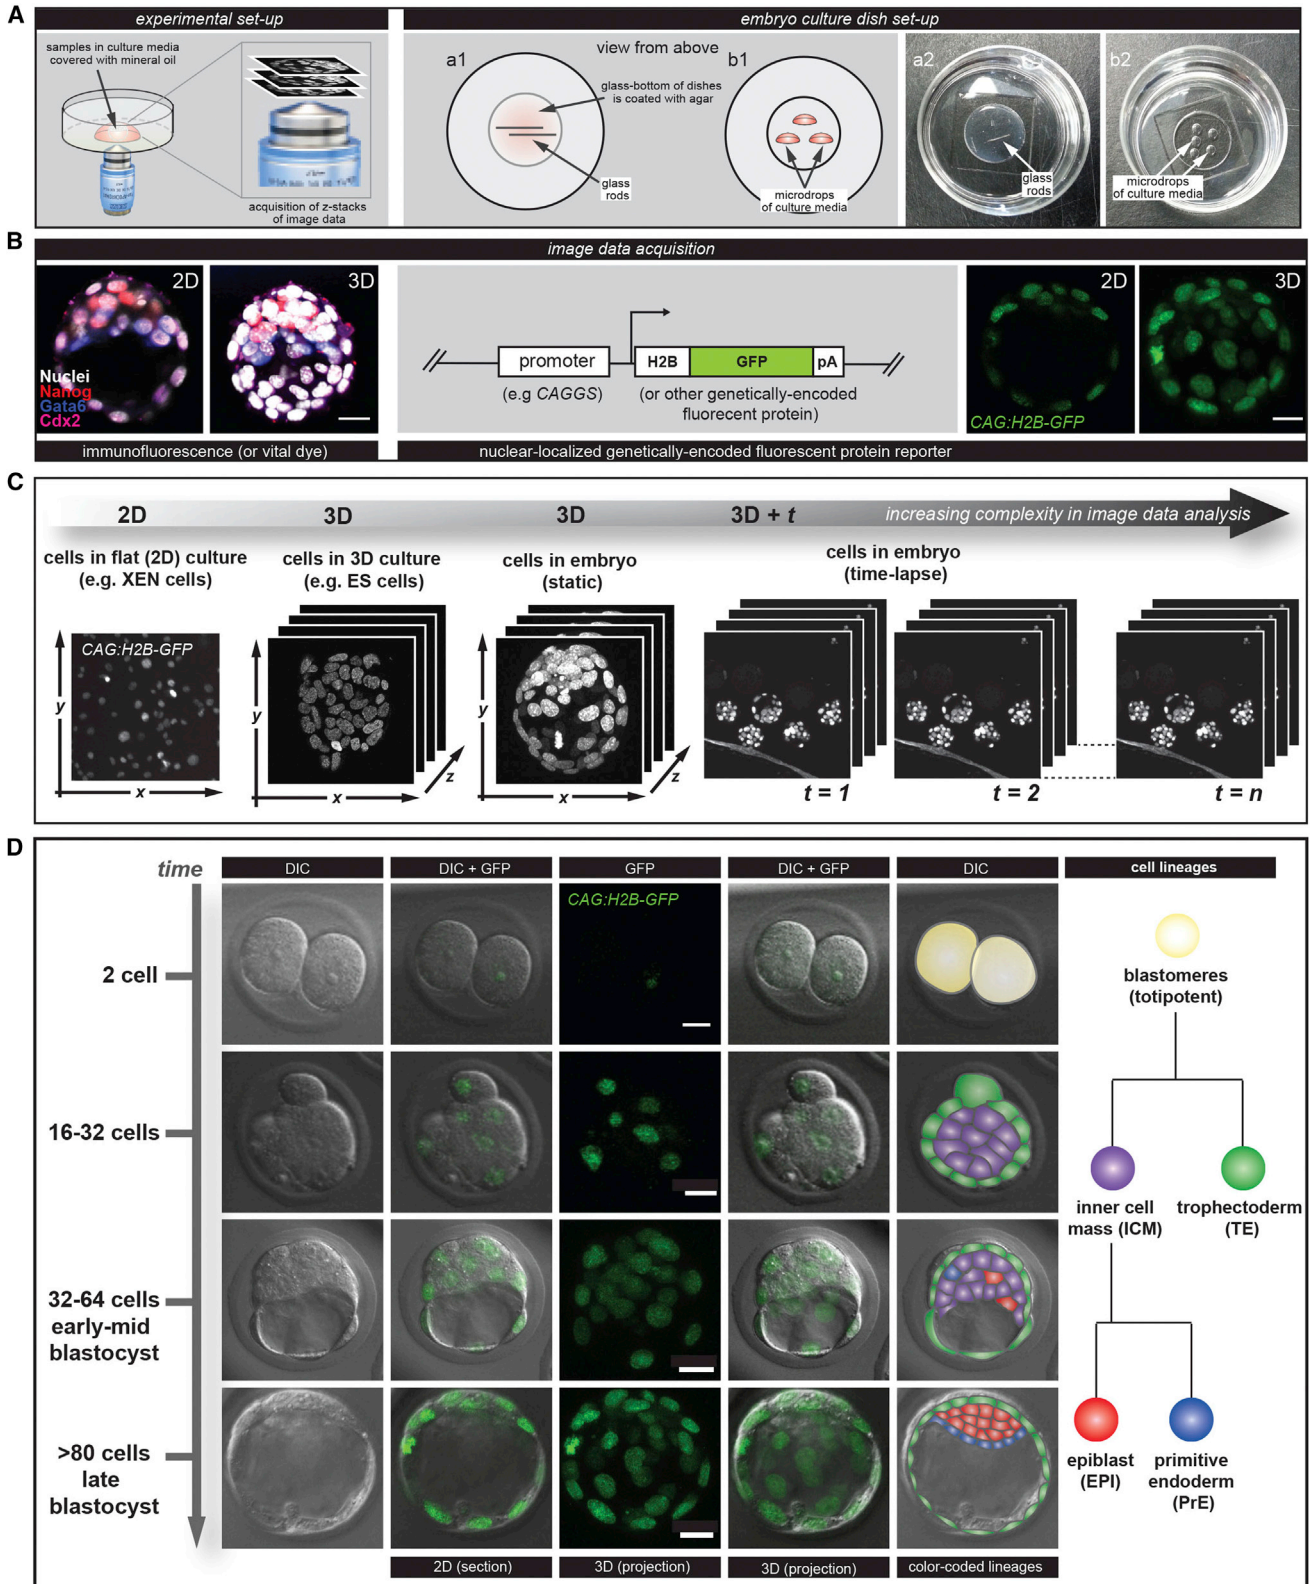 A
experimental set-up
embryo culture dish set-up
samples in culture media
covered with mineral oil
acquisition of z-stacks
of image data
view from above
a1
b1
glass-bottom of dishes
is coated with agar
glass
rods
microdrops
of culture media
a2
glass
rods
b2
microdrops
of culture media
B
image data acquisition
2D
Nuclei
Nanog
Gata6
Cdx2
3D
promoter
H2B
GFP
pA
(e.g CAGGS)
(or other genetically-encoded
fluorecent protein)
2D
CAG:H2B-GFP
3D
immunofluorescence (or vital dye)
nuclear-localized genetically-encoded fluorescent protein reporter
C
2D
3D
3D
3D + t
increasing complexity in image data analysis
cells in flat (2D) culture
(e.g. XEN cells)
cells in 3D culture
(e.g. ES cells)
cells in embryo
(static)
cells in embryo
(time-lapse)
CAG:H2B-GFP
y
x
y
x
z
y
x
z
t = 1
t = 2
t = n
D
time
DIC
DIC + GFP
GFP
DIC + GFP
DIC
cell lineages
CAG:H2B-GFP
2 cell
16-32 cells
32-64 cells
early-mid
blastocyst
>80 cells
late
blastocyst
blastomeres
(totipotent)
inner cell
mass (ICM)
trophectoderm
(TE)
epiblast
(EPI)
primitive
endoderm
(PrE)
2D (section)
3D (projection)
3D (projection)
color-coded lineages